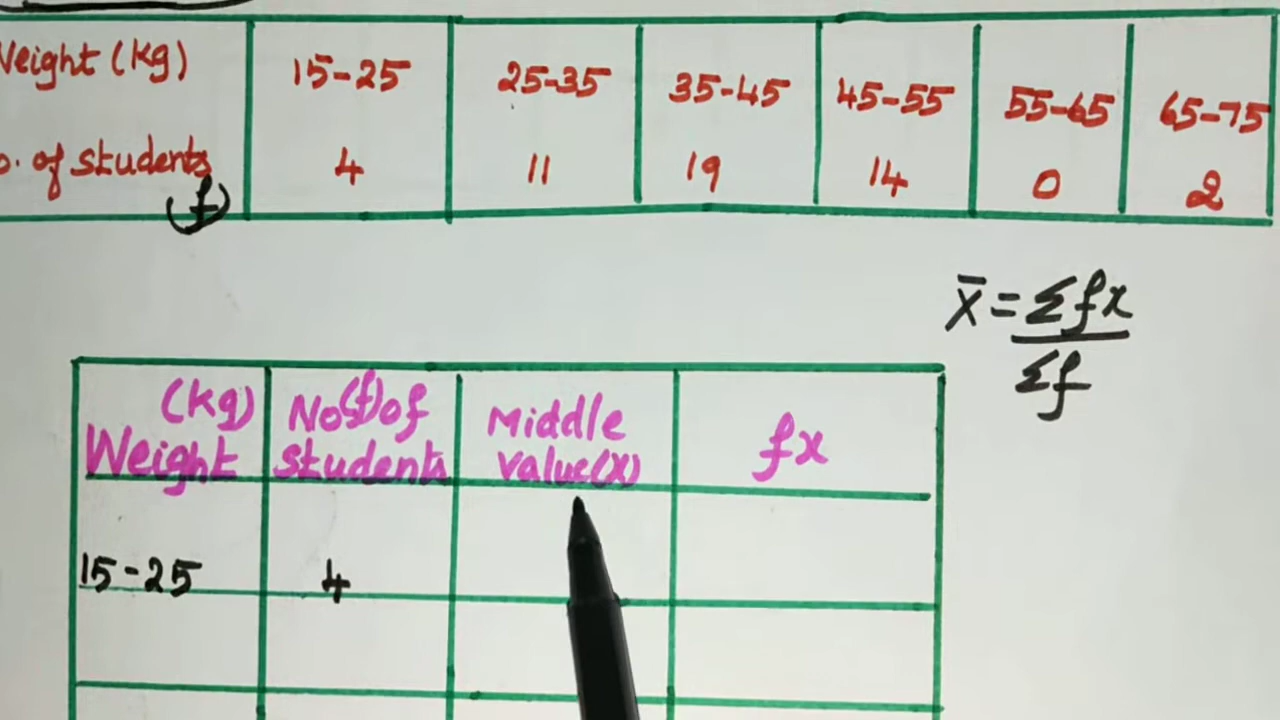 Weight (kg) 15-25 25-35 35-45 45-55 55-65 65-75
o. of students 4 11 19 14 0 2
(f)
x̄ = Σfx
Σf
(kg) No(f)of Middle fx
Weight students value(x)
15-25 4